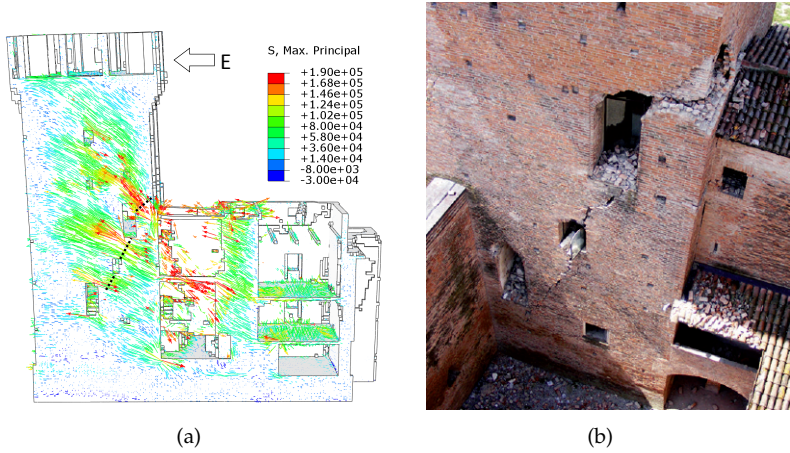 E
S, Max. Principal
+1.90e+05
+1.68e+05
+1.46e+05
+1.24e+05
+1.02e+05
+8.00e+04
+5.80e+04
+3.60e+04
+1.40e+04
-8.00e+03
-3.00e+04
(a)
(b)